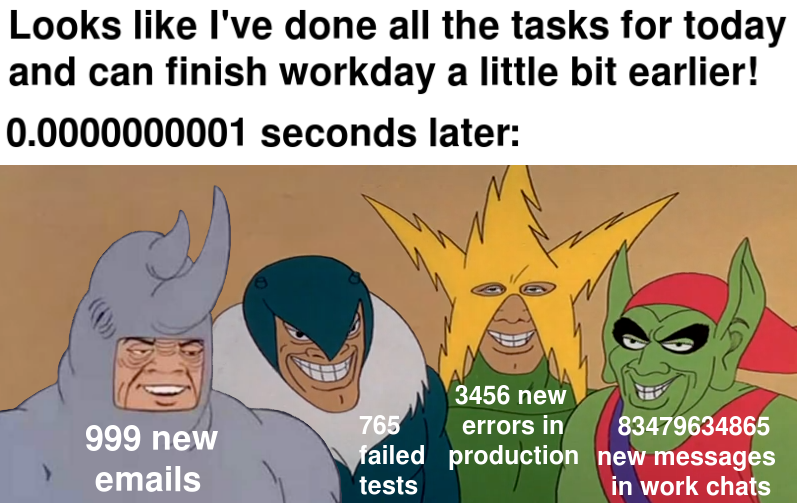 Looks like I've done all the tasks for today
and can finish workday a little bit earlier!
0.0000000001 seconds later:
999 new
emails
765
failed
tests
3456 new
errors in
production
83479634865
new messages
in work chats